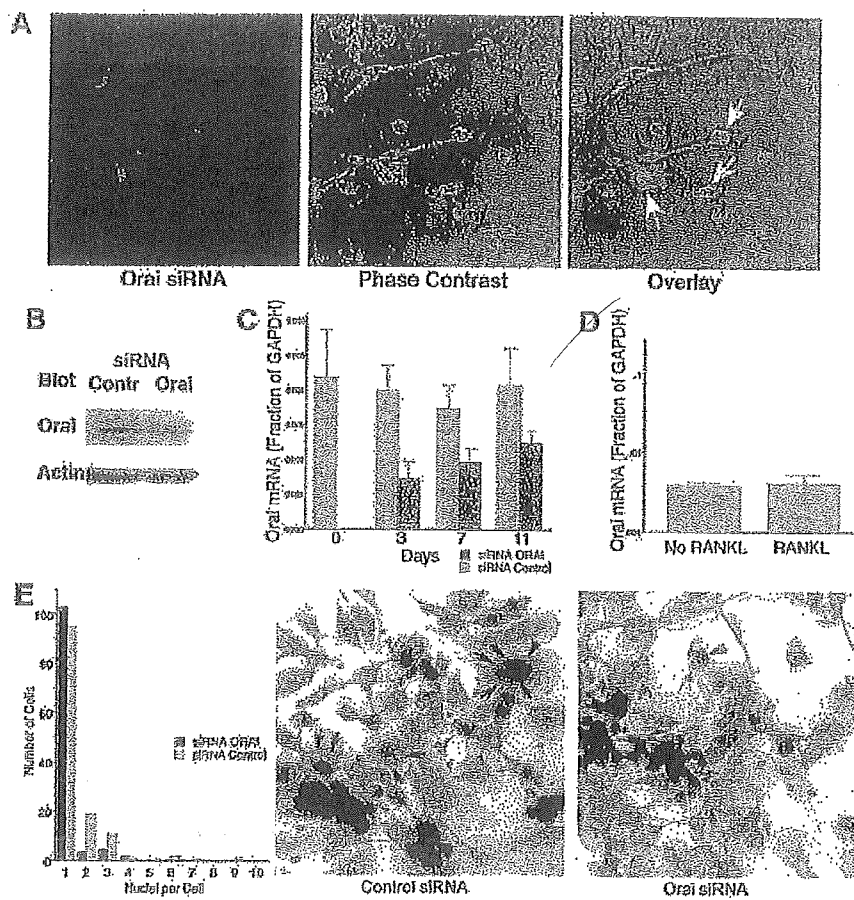 A
Orai siRNA
Phase Contrast
Overlay
B
siRNA
Blot Contr Orai
Orai
Actin
C
Orai mRNA (Fraction of GAPDH)
0 3 7 11
Days
siRNA ORAI
siRNA Control
D
Orai mRNA (Fraction of GAPDH)
No RANKL RANKL
E
Number of Cells
100
80
60
40
20
0
1 2 3 4 5 6 7 8 9 10
Nuclei per Cell
siRNA ORAI
siRNA Control
Control siRNA
Orai siRNA